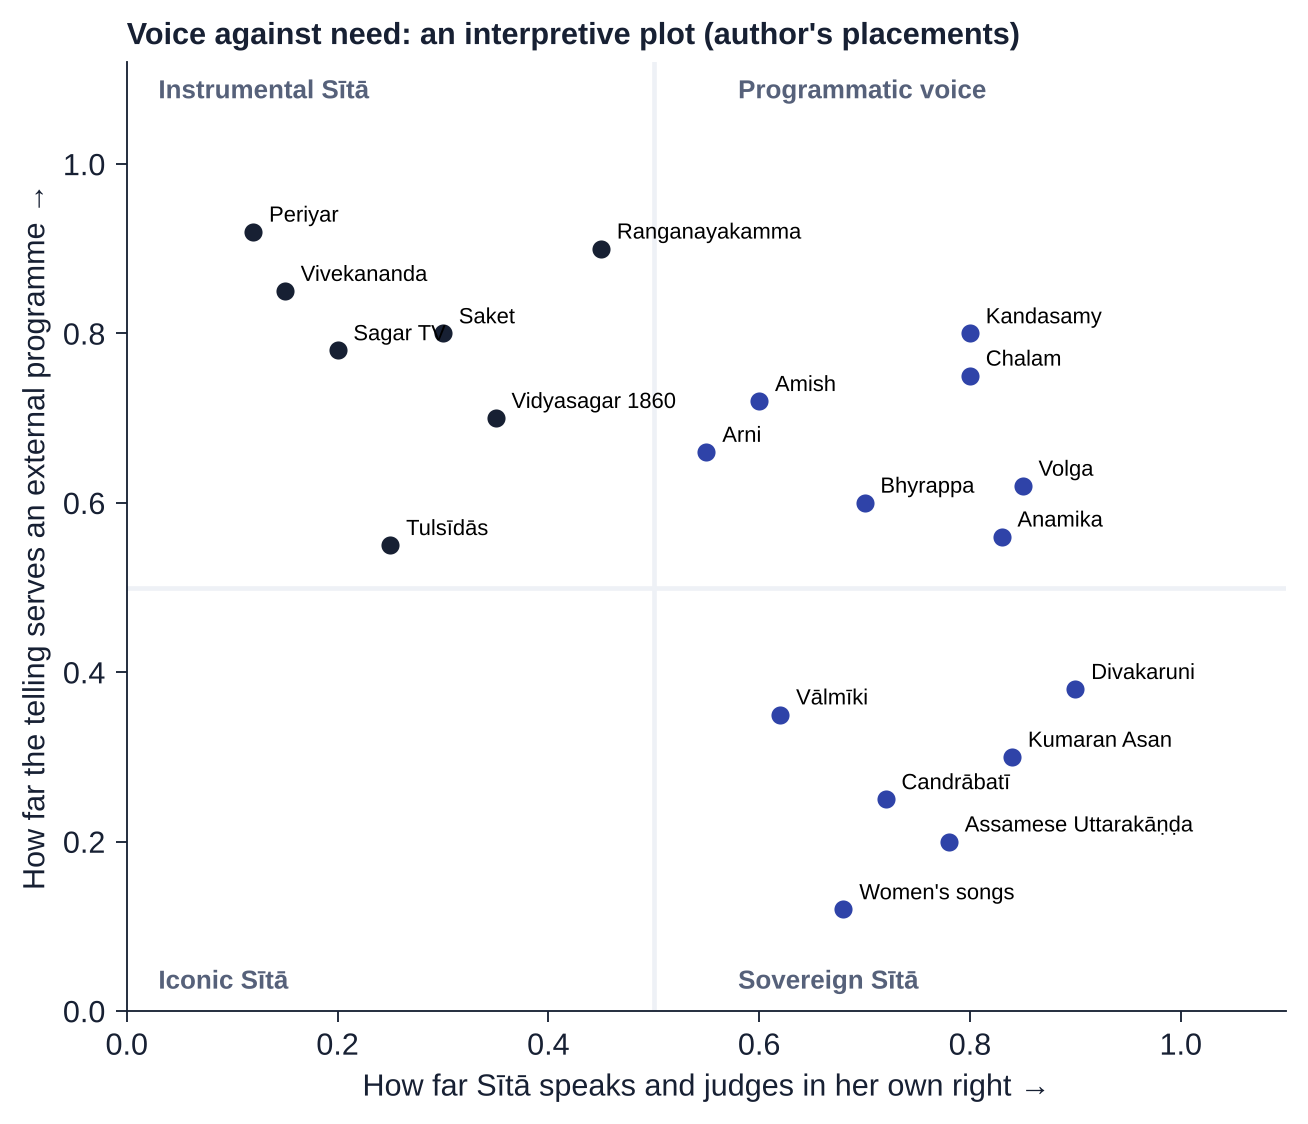 Voice against need: an interpretive plot (author's placements)
Instrumental Sītā
Programmatic voice
How far the telling serves an external programme →
1.0
0.8
0.6
0.4
0.2
0.0
Periyar
Ranganayakamma
Vivekananda
Saket
Sagar TV
Kandasamy
Chalam
Amish
Vidyasagar 1860
Arni
Volga
Bhyrappa
Anamika
Tulsīdās
Divakaruni
Vālmīki
Kumaran Asan
Candrābatī
Assamese Uttarakāṇḍa
Women's songs
Iconic Sītā
Sovereign Sītā
0.0
0.2
0.4
0.6
0.8
1.0
How far Sītā speaks and judges in her own right →